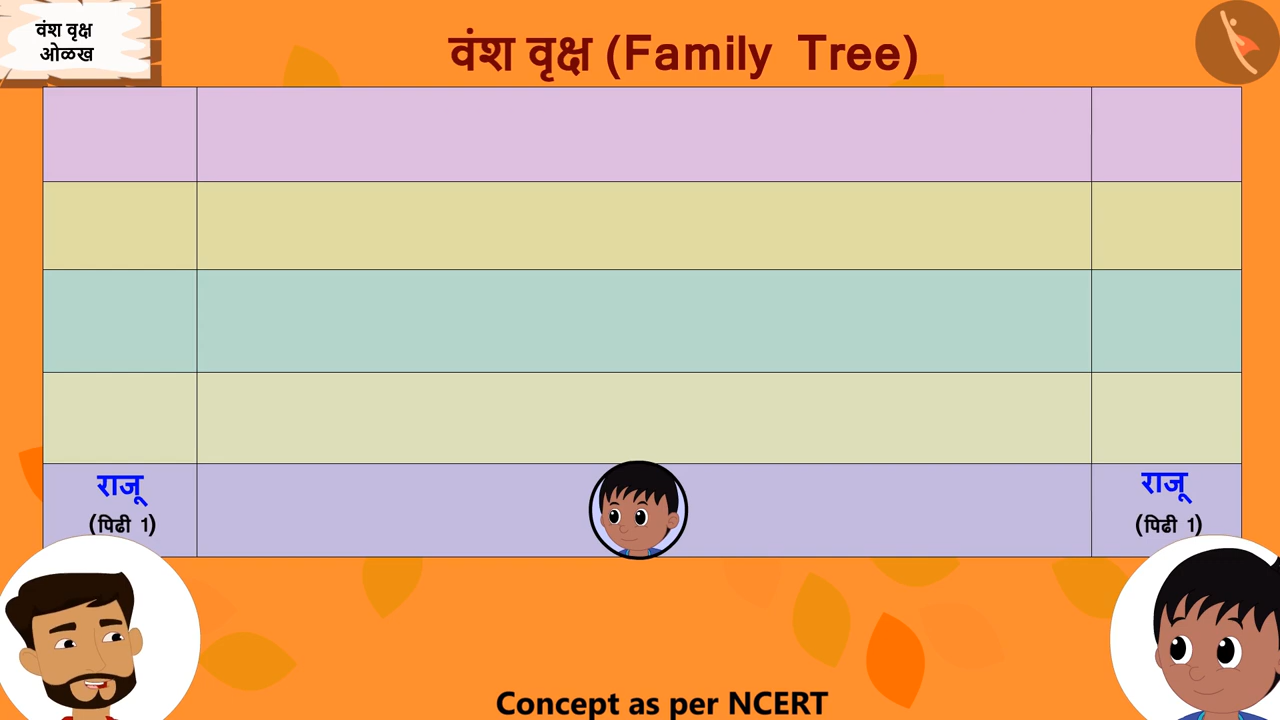 वंश वृक्ष
ओळख
वंश वृक्ष (Family Tree)
राजू
(पिढी 1)
राजू
(पिढी 1)
Concept as per NCERT